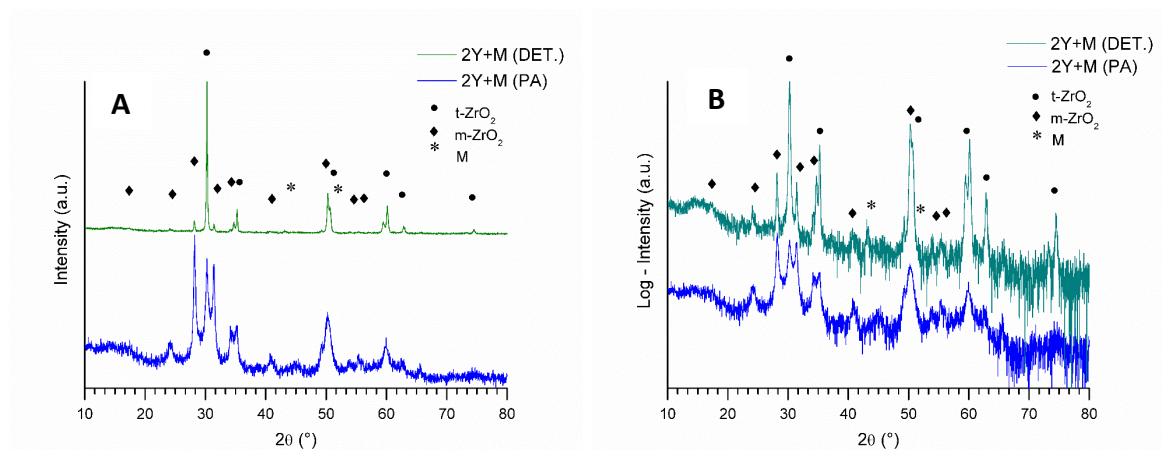 A
2Y+M (DET.)
2Y+M (PA)
t-ZrO₂
m-ZrO₂
* M
Intensity (a.u.)
10 20 30 40 50 60 70 80
2θ (°)
B
2Y+M (DET.)
2Y+M (PA)
t-ZrO₂
m-ZrO₂
* M
Log - Intensity (a.u.)
10 20 30 40 50 60 70 80
2θ (°)